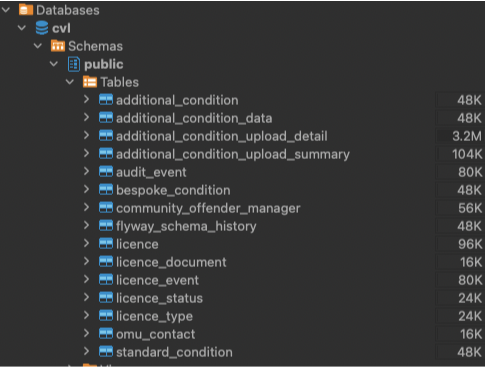 Databases
cvl
Schemas
public
Tables
additional_condition 48K
additional_condition_data 48K
additional_condition_upload_detail 3.2M
additional_condition_upload_summary 104K
audit_event 80K
bespoke_condition 48K
community_offender_manager 56K
flyway_schema_history 48K
licence 96K
licence_document 16K
licence_event 80K
licence_status 24K
licence_type 24K
omu_contact 16K
standard_condition 48K